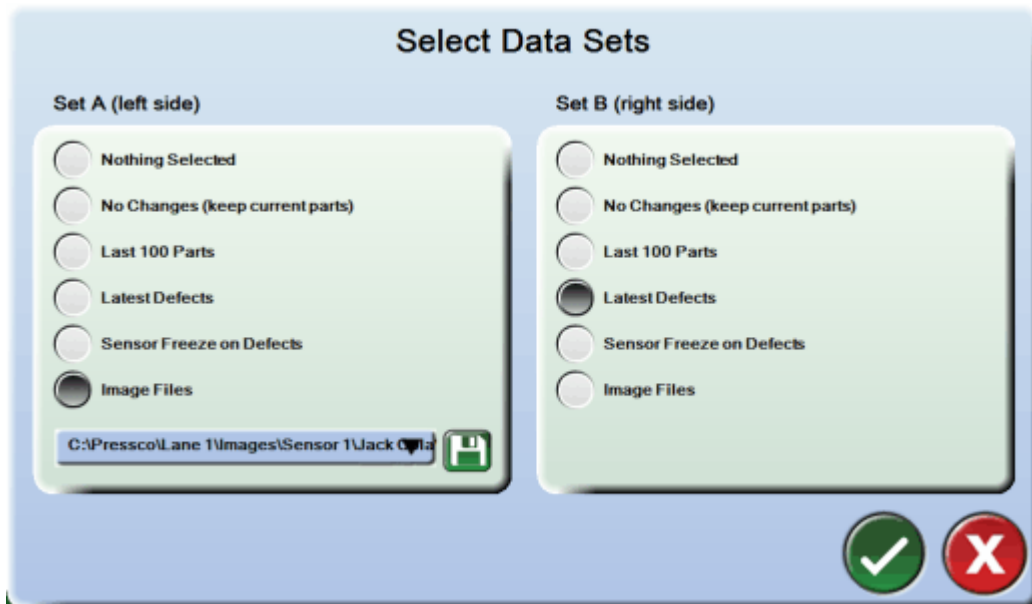 Select Data Sets
Set A (left side)
Nothing Selected
No Changes (keep current parts)
Last 100 Parts
Latest Defects
Sensor Freeze on Defects
Image Files
C:\Pressco\Lane 1\Images\Sensor 1\Jack
Set B (right side)
Nothing Selected
No Changes (keep current parts)
Last 100 Parts
Latest Defects
Sensor Freeze on Defects
Image Files